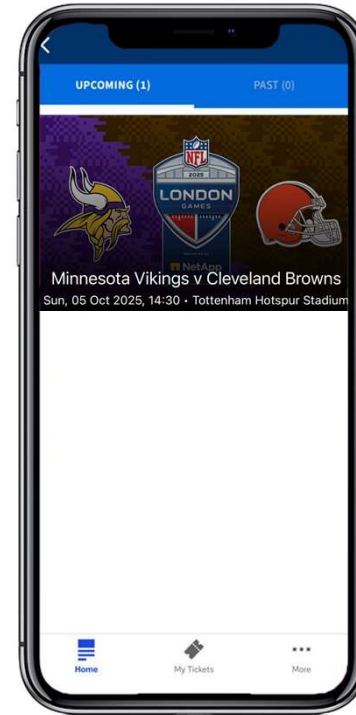 UPCOMING (1)
PAST (0)
NFL
2025
LONDON
GAMES
NetApp
Minnesota Vikings v Cleveland Browns
Sun, 05 Oct 2025, 14:30 • Tottenham Hotspur Stadium
Home
My Tickets
More